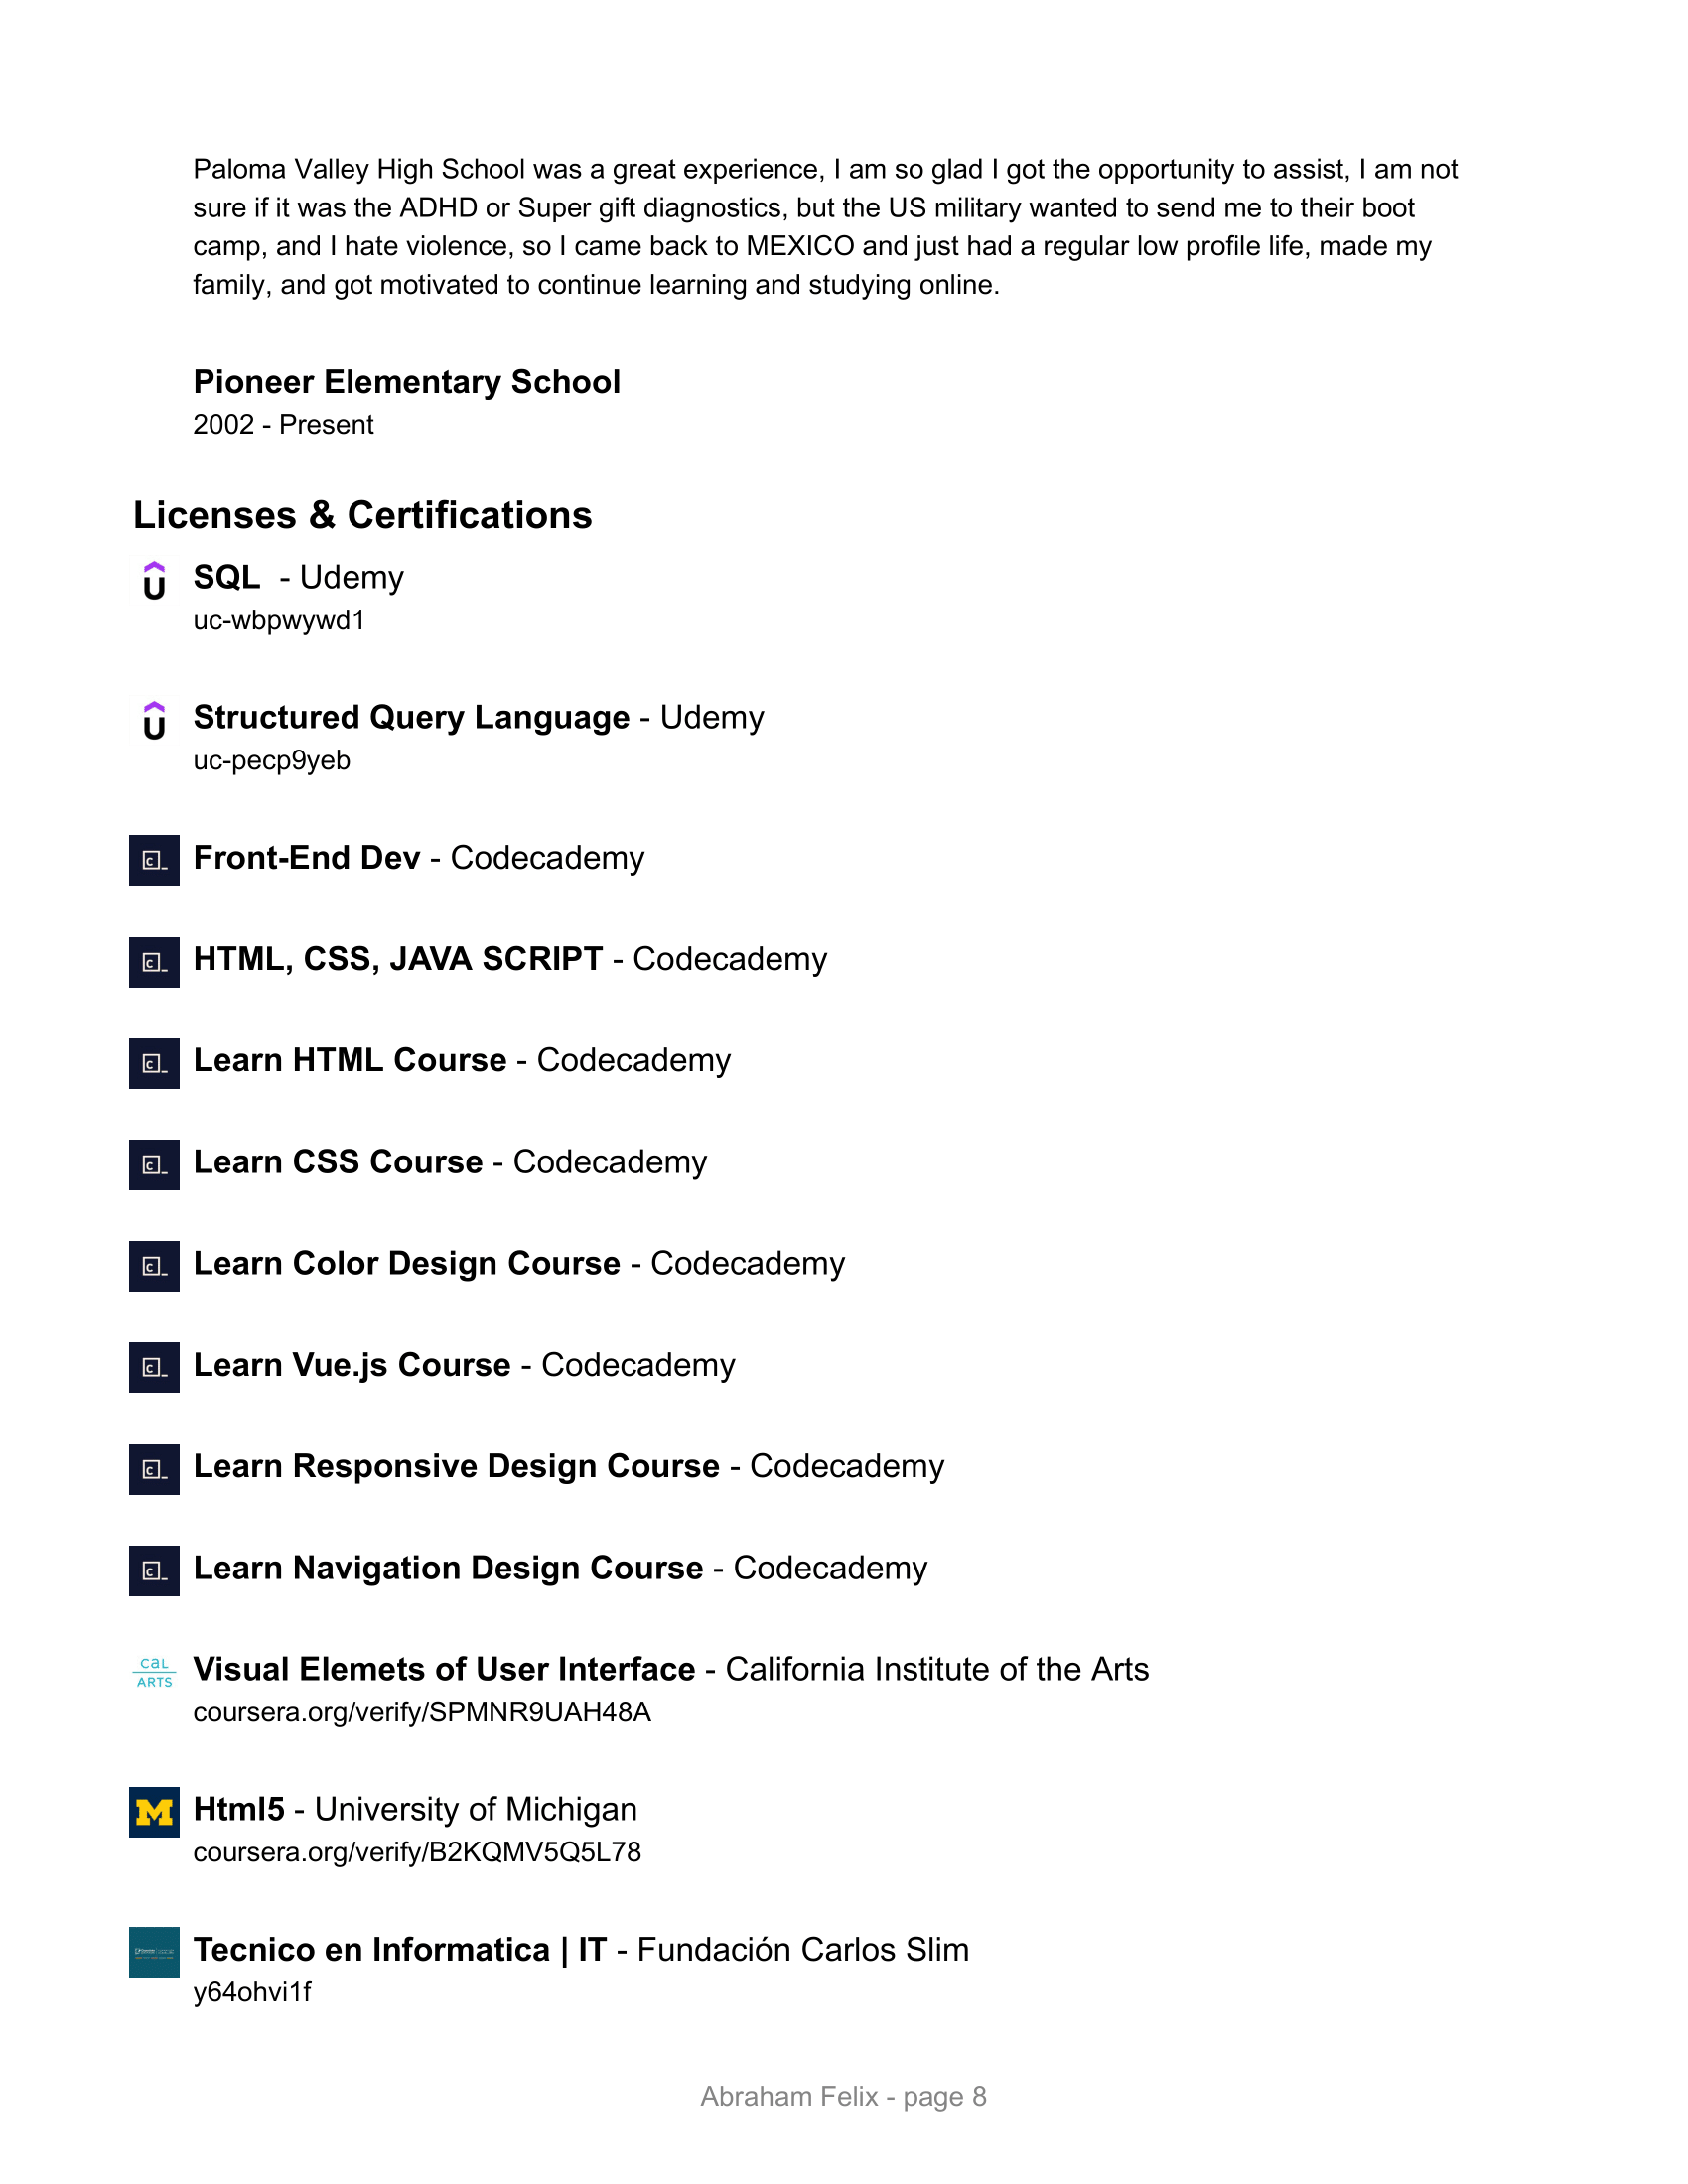 Paloma Valley High School was a great experience, I am so glad I got the opportunity to assist, I am not
sure if it was the ADHD or Super gift diagnostics, but the US military wanted to send me to their boot
camp, and I hate violence, so I came back to MEXICO and just had a regular low profile life, made my
family, and got motivated to continue learning and studying online.
Pioneer Elementary School
2002 - Present
Licenses & Certifications
SQL  - Udemy
uc-wbpwywd1
Structured Query Language - Udemy
uc-pecp9yeb
Front-End Dev - Codecademy
HTML, CSS, JAVA SCRIPT - Codecademy
Learn HTML Course - Codecademy
Learn CSS Course - Codecademy
Learn Color Design Course - Codecademy
Learn Vue.js Course - Codecademy
Learn Responsive Design Course - Codecademy
Learn Navigation Design Course - Codecademy
CAL
ARTS
Visual Elemets of User Interface - California Institute of the Arts
coursera.org/verify/SPMNR9UAH48A
M
Html5 - University of Michigan
coursera.org/verify/B2KQMV5Q5L78
Tecnico en Informatica | IT - Fundación Carlos Slim
y64ohvi1f
Abraham Felix - page 8